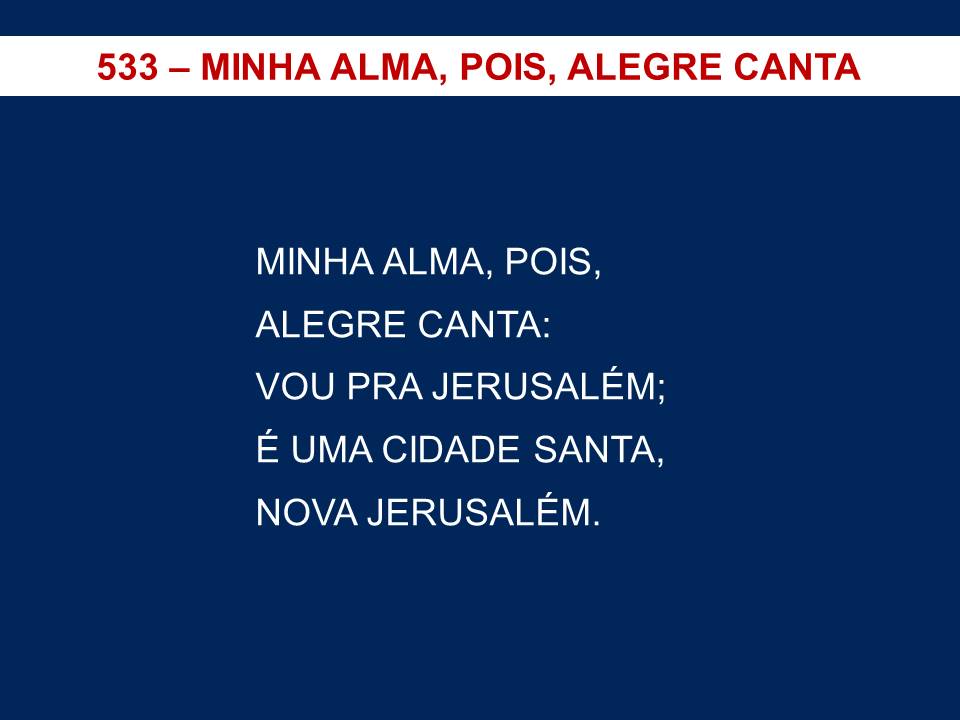 533 – MINHA ALMA, POIS, ALEGRE CANTA
MINHA ALMA, POIS,
ALEGRE CANTA:
VOU PRA JERUSALÉM;
É UMA CIDADE SANTA,
NOVA JERUSALÉM.